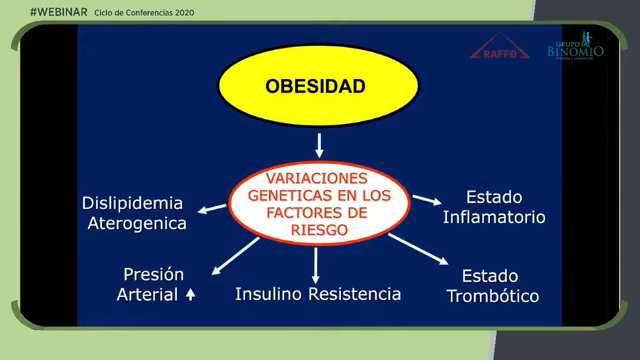 #WEBINAR Ciclo de Conferencias 2020
RAFFO
GRUPO
BINOMIO
OBESIDAD
VARIACIONES
GENETICAS EN LOS
FACTORES DE
RIESGO
Dislipidemia
Aterogenica
Estado
Inflamatorio
Presión
Arterial
Insulino Resistencia
Estado
Trombótico